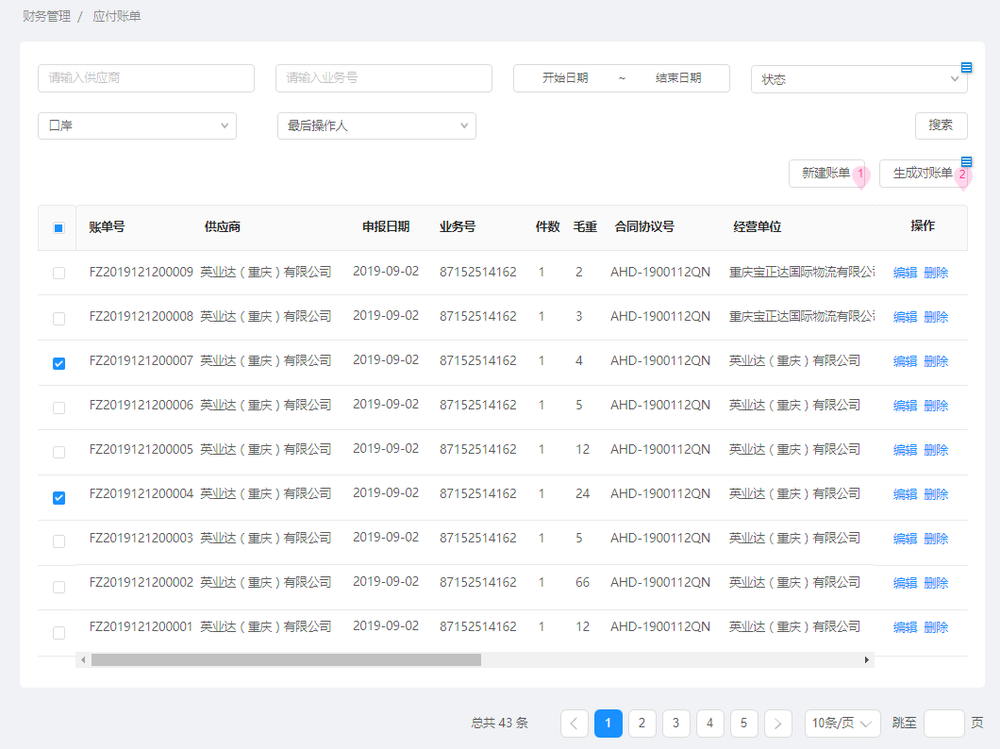 财务管理 / 应付账单
请输入供应商 请输入业务号 开始日期 ~ 结束日期 状态
口岸 最后操作人 搜索
新建账单 1 生成对账单 2
账单号 供应商 申报日期 业务号 件数 毛重 合同协议号 经营单位 操作
FZ2019121200009 英业达（重庆）有限公司 2019-09-02 87152514162 1 2 AHD-1900112QN 重庆宝正达国际物流有限公 编辑 删除
FZ2019121200008 英业达（重庆）有限公司 2019-09-02 87152514162 1 3 AHD-1900112QN 重庆宝正达国际物流有限公 编辑 删除
FZ2019121200007 英业达（重庆）有限公司 2019-09-02 87152514162 1 4 AHD-1900112QN 英业达（重庆）有限公司 编辑 删除
FZ2019121200006 英业达（重庆）有限公司 2019-09-02 87152514162 1 5 AHD-1900112QN 英业达（重庆）有限公司 编辑 删除
FZ2019121200005 英业达（重庆）有限公司 2019-09-02 87152514162 1 12 AHD-1900112QN 英业达（重庆）有限公司 编辑 删除
FZ2019121200004 英业达（重庆）有限公司 2019-09-02 87152514162 1 24 AHD-1900112QN 英业达（重庆）有限公司 编辑 删除
FZ2019121200003 英业达（重庆）有限公司 2019-09-02 87152514162 1 5 AHD-1900112QN 英业达（重庆）有限公司 编辑 删除
FZ2019121200002 英业达（重庆）有限公司 2019-09-02 87152514162 1 66 AHD-1900112QN 英业达（重庆）有限公司 编辑 删除
FZ2019121200001 英业达（重庆）有限公司 2019-09-02 87152514162 1 12 AHD-1900112QN 英业达（重庆）有限公司 编辑 删除
总共 43 条 1 2 3 4 5 10条/页 跳至 页